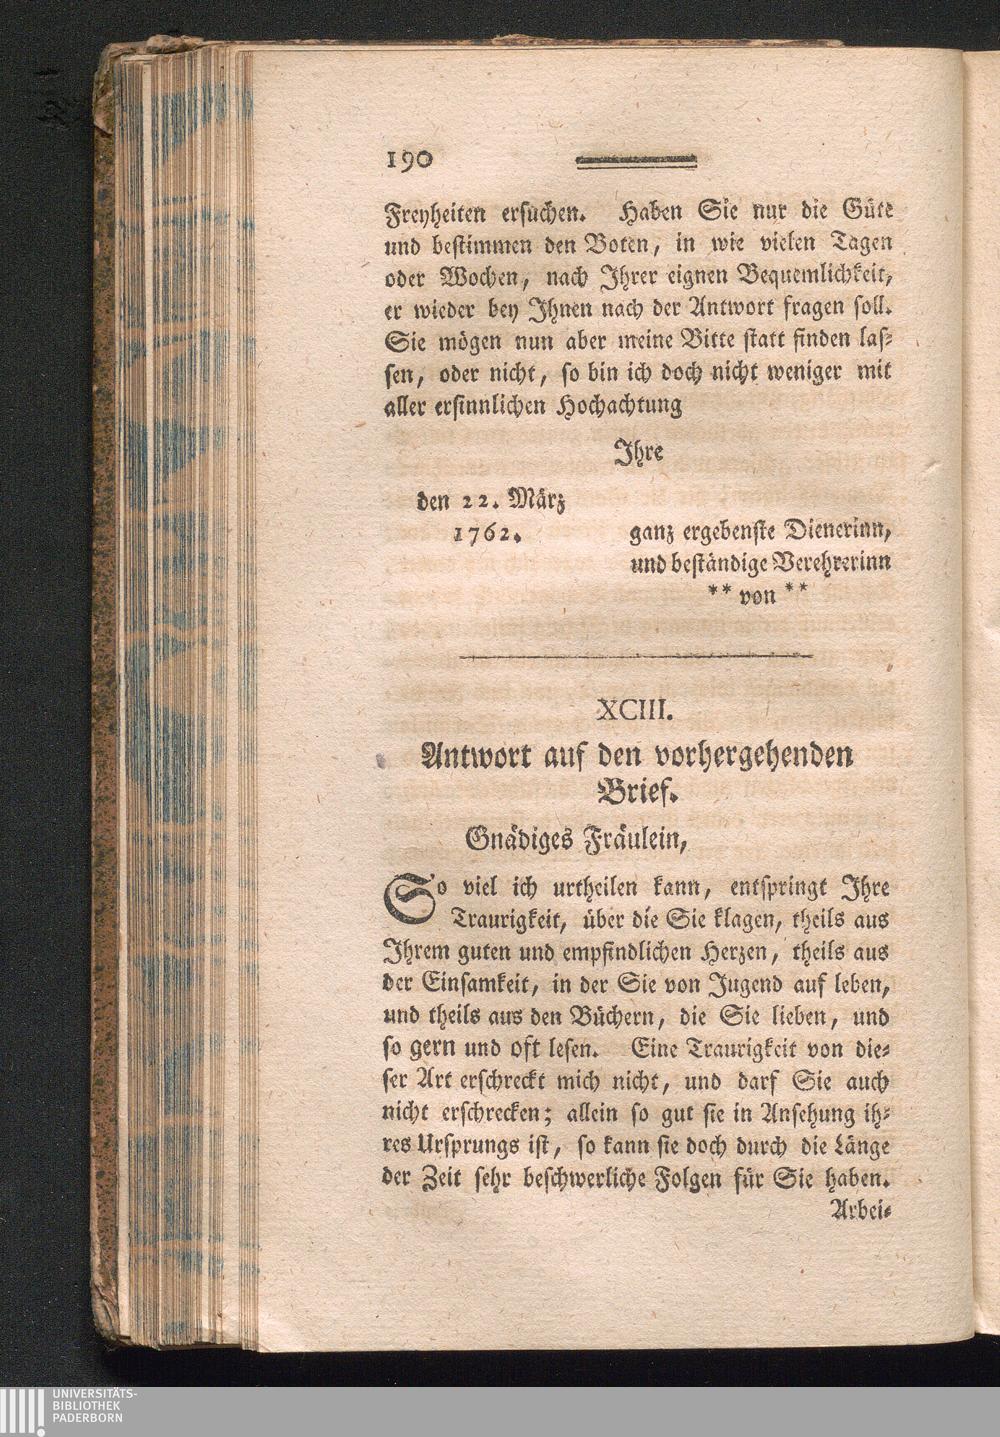 190
Freyheiten ersuchen. Haben Sie nur die Güte
und bestimmen den Boten, in wie vielen Tagen
oder Wochen, nach Ihrer eignen Bequemlichkeit,
er wieder bey Ihnen nach der Antwort fragen soll.
Sie mögen nun aber meine Bitte statt finden las-
sen, oder nicht, so bin ich doch nicht weniger mit
aller ersinnlichen Hochachtung
Ihre
den 22. März
1762. ganz ergebenste Dienerinn,
und beständige Verehrerinn
** von **
XCIII.
Antwort auf den vorhergehenden
Brief.
Gnädiges Fräulein,
So viel ich urtheilen kann, entspringt Ihre
Traurigkeit, über die Sie klagen, theils aus
Ihrem guten und empfindlichen Herzen, theils aus
der Einsamkeit, in der Sie von Jugend auf leben,
und theils aus den Büchern, die Sie lieben, und
so gern und oft lesen. Eine Traurigkeit von die-
ser Art erschreckt mich nicht, und darf Sie auch
nicht erschrecken; allein so gut sie in Ansehung ih-
res Ursprungs ist, so kann sie doch durch die Länge
der Zeit sehr beschwerliche Folgen für Sie haben.
Arbei-
UNIVERSITÄTS-
BIBLIOTHEK
PADERBORN